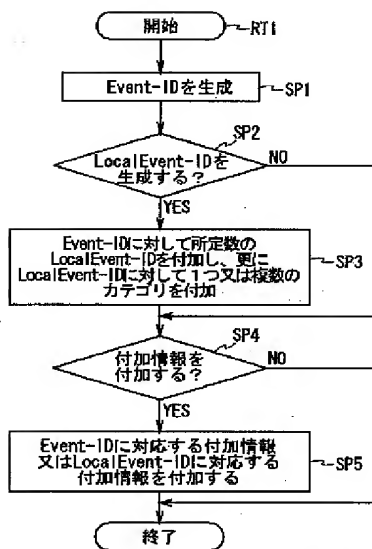 開始
RT1
Event-IDを生成
SP1
SP2
LocalEvent-IDを
生成する?
NO
YES
Event-IDに対して所定数の
LocalEvent-IDを付加し、更に
LocalEvent-IDに対して1つ又は複数の
カテゴリを付加
SP3
SP4
付加情報を
付加する?
NO
YES
Event-IDに対応する付加情報
又はLocalEvent-IDに対応する
付加情報を付加する
SP5
終了